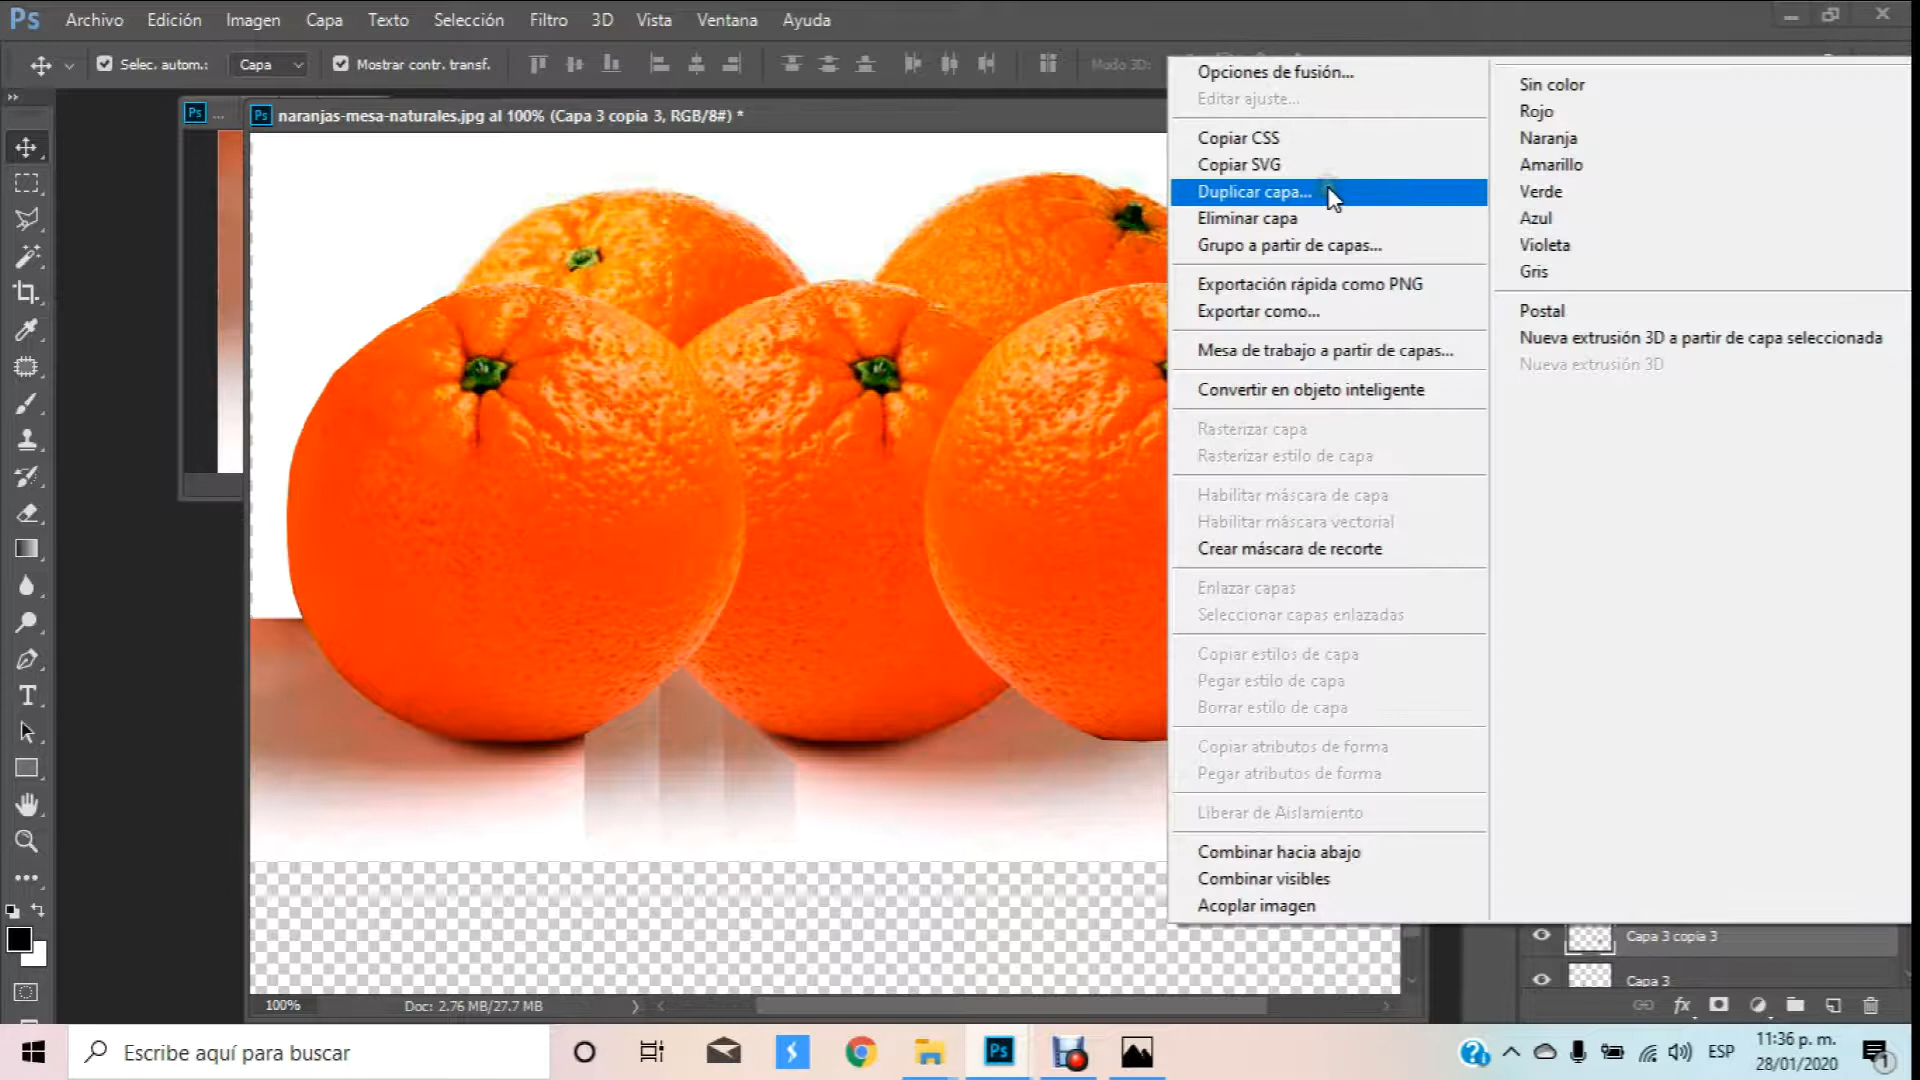 Ps Archivo Edición Imagen Capa Texto Selección Filtro 3D Vista Ventana Ayuda
Selec. autom.: Capa Mostrar contr. transf. Modo 3D:
Ps ... Ps naranjas-mesa-naturales.jpg al 100% (Capa 3 copia 3, RGB/8#) *
Opciones de fusión...
Editar ajuste...
Copiar CSS
Copiar SVG
Duplicar capa...
Eliminar capa
Grupo a partir de capas...
Exportación rápida como PNG
Exportar como...
Mesa de trabajo a partir de capas...
Convertir en objeto inteligente
Rasterizar capa
Rasterizar estilo de capa
Habilitar máscara de capa
Habilitar máscara vectorial
Crear máscara de recorte
Enlazar capas
Seleccionar capas enlazadas
Copiar estilos de capa
Pegar estilo de capa
Borrar estilo de capa
Copiar atributos de forma
Pegar atributos de forma
Liberar de Aislamiento
Combinar hacia abajo
Combinar visibles
Acoplar imagen
Sin color
Rojo
Naranja
Amarillo
Verde
Azul
Violeta
Gris
Postal
Nueva extrusión 3D a partir de capa seleccionada
Nueva extrusión 3D
Capa 3 copia 3
Capa 3
fx
100% Doc: 2.76 MB/27.7 MB
Escribe aquí para buscar
Ps
ESP
11:36 p. m.
28/01/2020
1